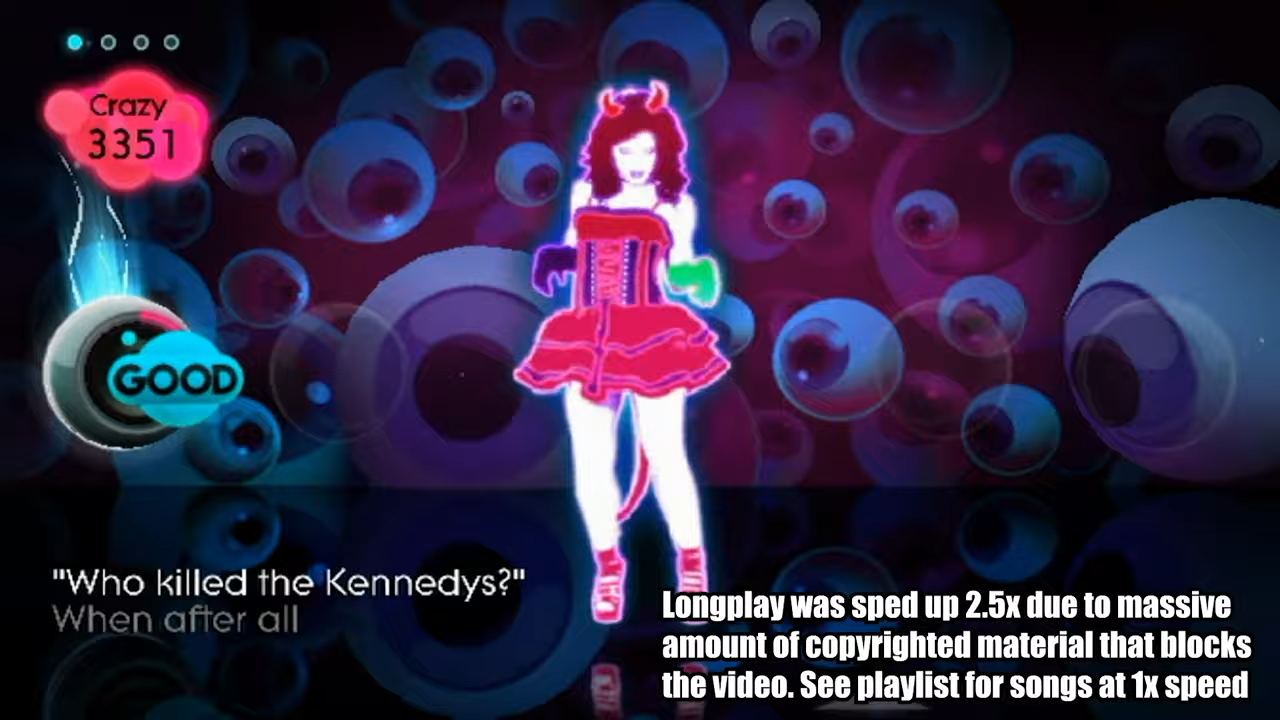 Crazy
3351
GOOD
"Who killed the Kennedys?"
When after all
Longplay was sped up 2.5x due to massive
amount of copyrighted material that blocks
the video. See playlist for songs at 1x speed